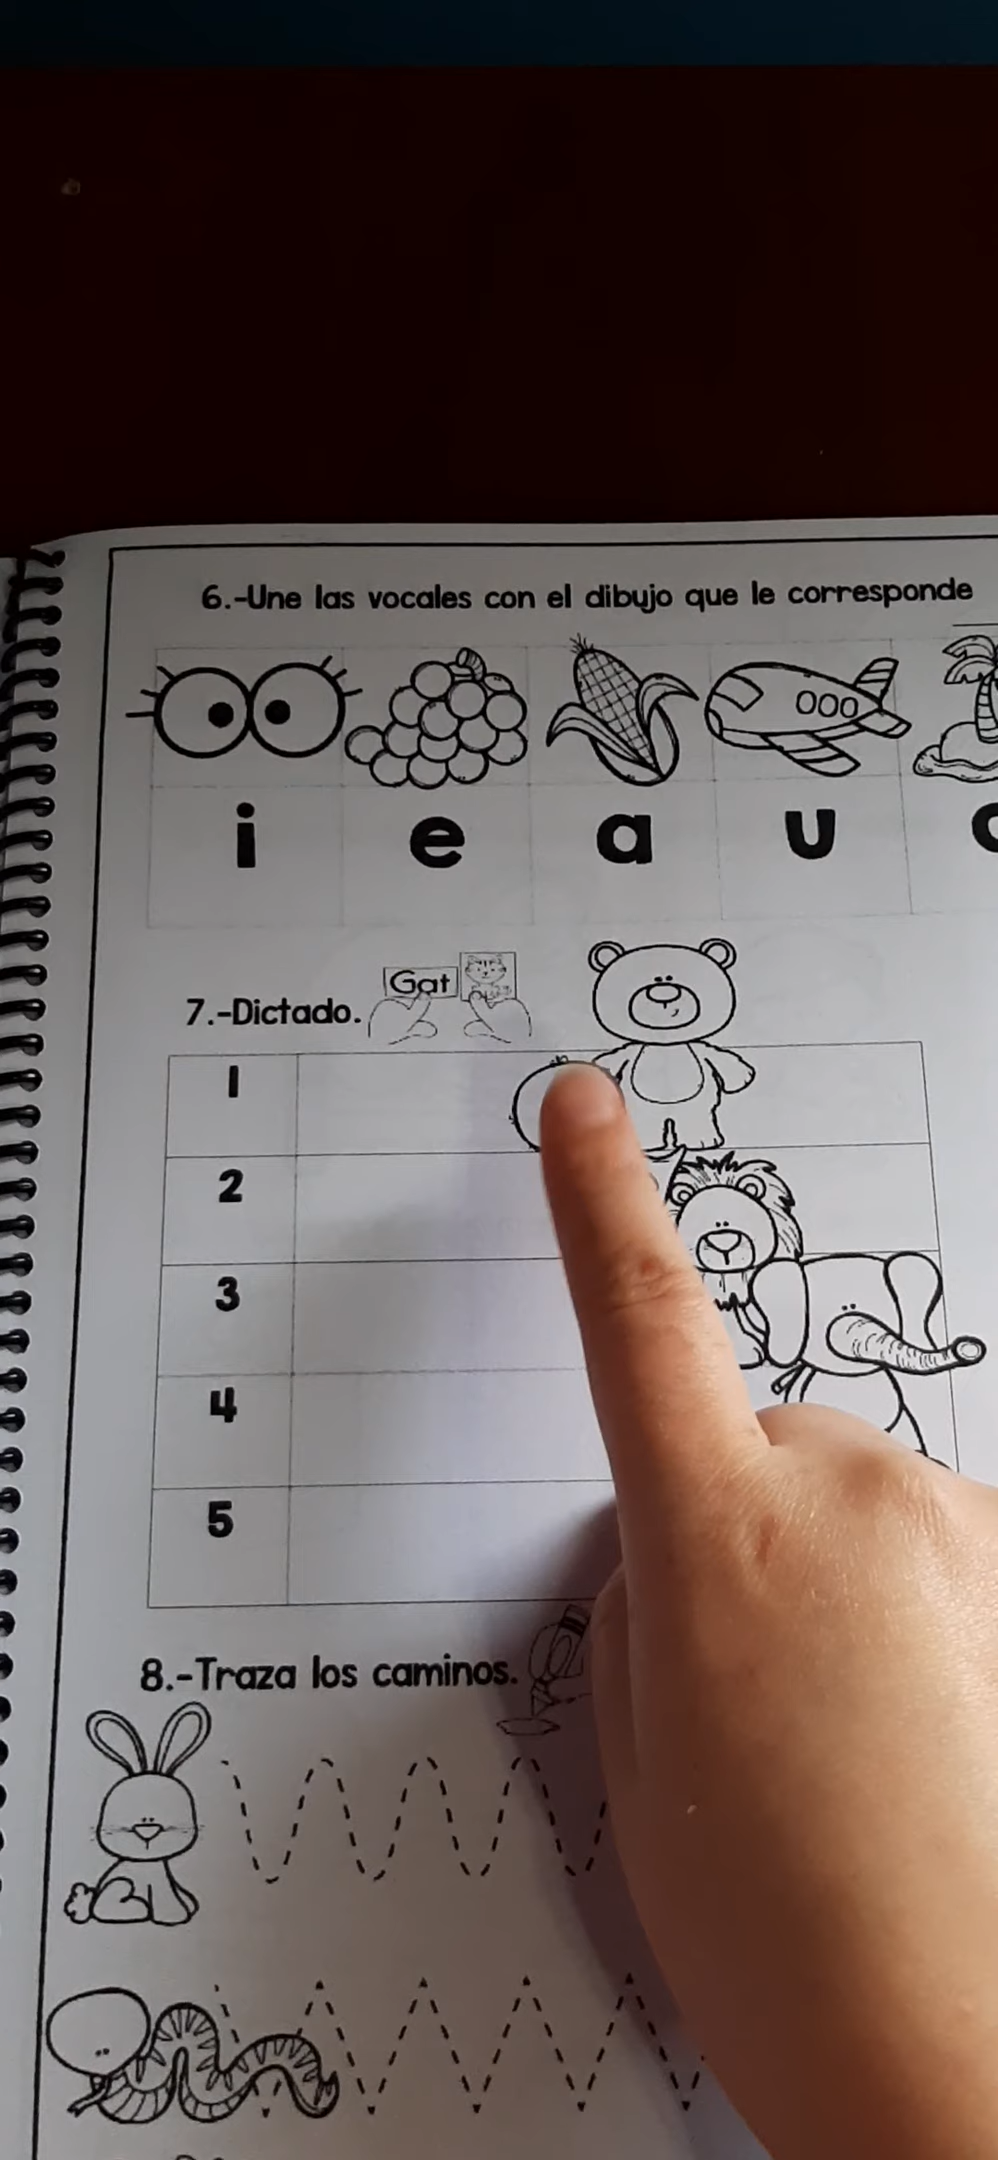 6.-Une las vocales con el dibujo que le corresponde
i e a u
Gat
7.-Dictado.
1
2
3
4
5
8.-Traza los caminos.